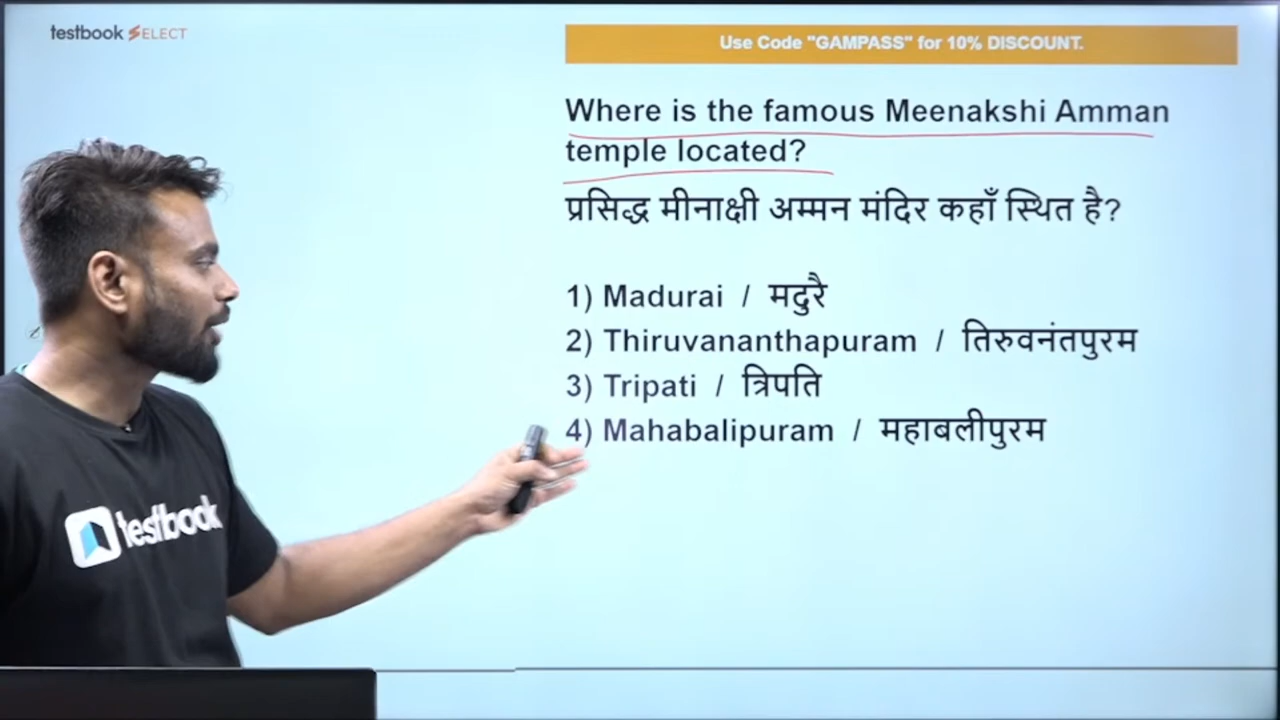 testbook SELECT
Use Code "GAMPASS" for 10% DISCOUNT.
Where is the famous Meenakshi Amman
temple located?
प्रसिद्ध मीनाक्षी अम्मन मंदिर कहाँ स्थित है?
1) Madurai / मदुरै
2) Thiruvananthapuram / तिरुवनंतपुरम
3) Tripati / त्रिपति
4) Mahabalipuram / महाबलीपुरम
testbook